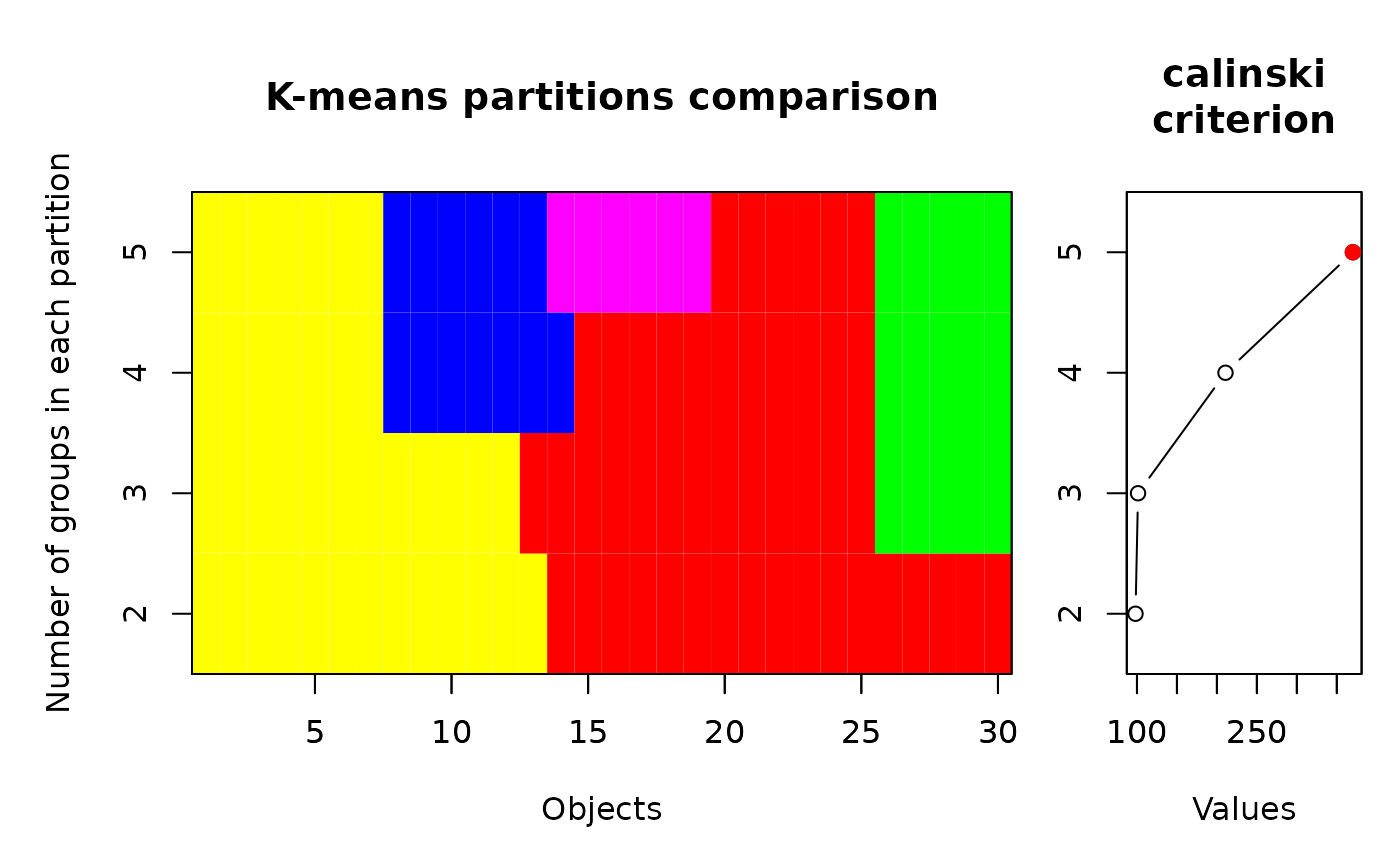 K-means partitions comparison
calinski
criterion
Number of groups in each partition
5
4
3
2
5 10 15 20 25 30
Objects
5
4
3
2
100 250
Values